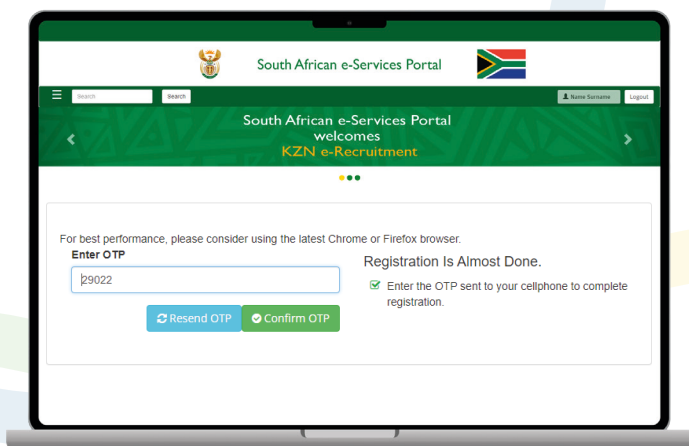 South African e-Services Portal
Search
Search
Name Surname
Logout
South African e-Services Portal
welcomes
KZN e-Recruitment
For best performance, please consider using the latest Chrome or Firefox browser.
Enter OTP
29022
Resend OTP
Confirm OTP
Registration Is Almost Done.
Enter the OTP sent to your cellphone to complete
registration.